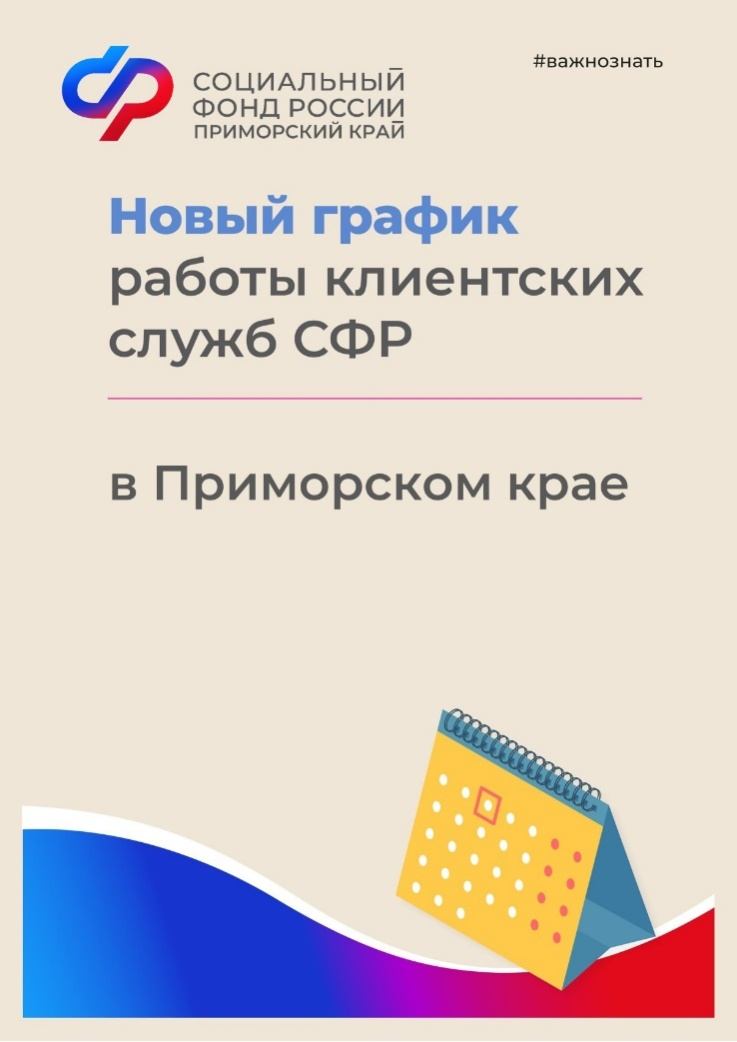 #важнознать
СОЦИАЛЬНЫЙ
ФОНД РОССИИ
ПРИМОРСКИЙ КРАЙ
Новый график
работы клиентских
служб СФР
в Приморском крае